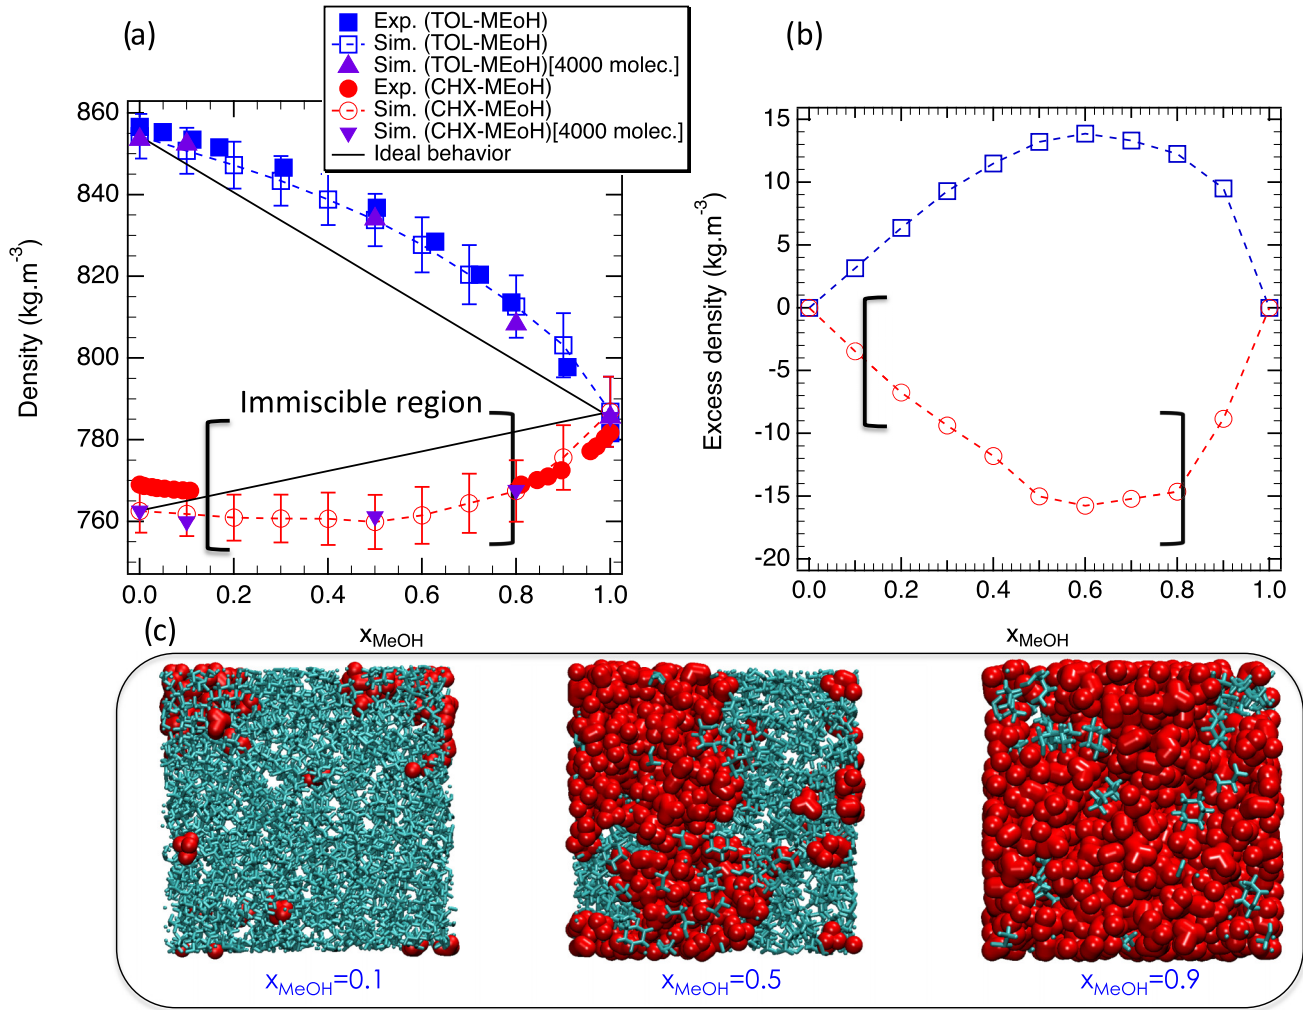 (a)
Exp. (TOL-MEoH)
Sim. (TOL-MEoH)
Sim. (TOL-MEoH)[4000 molec.]
Exp. (CHX-MEoH)
Sim. (CHX-MEoH)
Sim. (CHX-MEoH)[4000 molec.]
Ideal behavior
Density (kg.m-3)
860
840
820
800
780
760
Immiscible region
0.0 0.2 0.4 0.6 0.8 1.0
xMeOH
(b)
Excess density (kg.m-3)
15
10
5
0
-5
-10
-15
-20
0.0 0.2 0.4 0.6 0.8 1.0
xMeOH
(c)
xMeOH=0.1
xMeOH=0.5
xMeOH=0.9